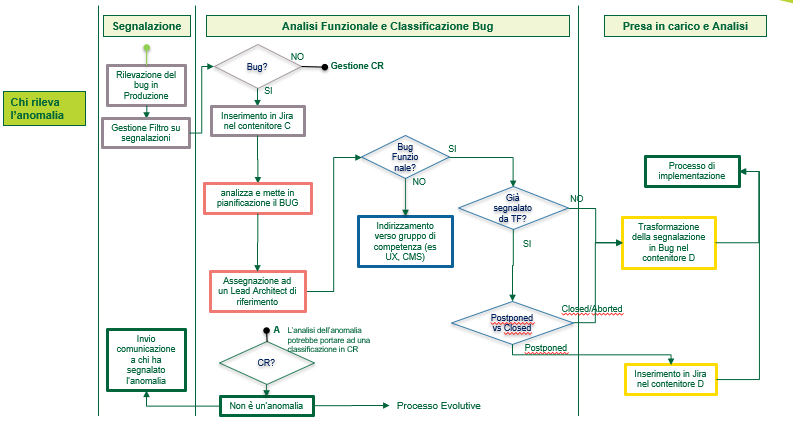 Segnalazione
Analisi Funzionale e Classificazione Bug
Presa in carico e Analisi
Chi rileva
l'anomalia
Rilevazione del
bug in
Produzione
Gestione Filtro su
segnalazioni
Bug?
NO
Gestione CR
SI
Inserimento in Jira
nel contenitore C
analizza e mette in
pianificazione il BUG
Assegnazione ad
un Lead Architect di
riferimento
Bug
Funzio
nale?
SI
NO
Indirizzamento
verso gruppo di
competenza (es
UX, CMS)
Già
segnalato
da TF?
NO
SI
Processo di
implementazione
Trasformazione
della segnalazione
in Bug nel
contenitore D
Closed/Aborted
Postponed
vs Closed
Postponed
Inserimento in Jira
nel contenitore D
A
L'analisi dell'anomalia
potrebbe portare ad una
classificazione in CR
CR?
Invio
comunicazione
a chi ha
segnalato
l'anomalia
Non è un'anomalia
Processo Evolutive